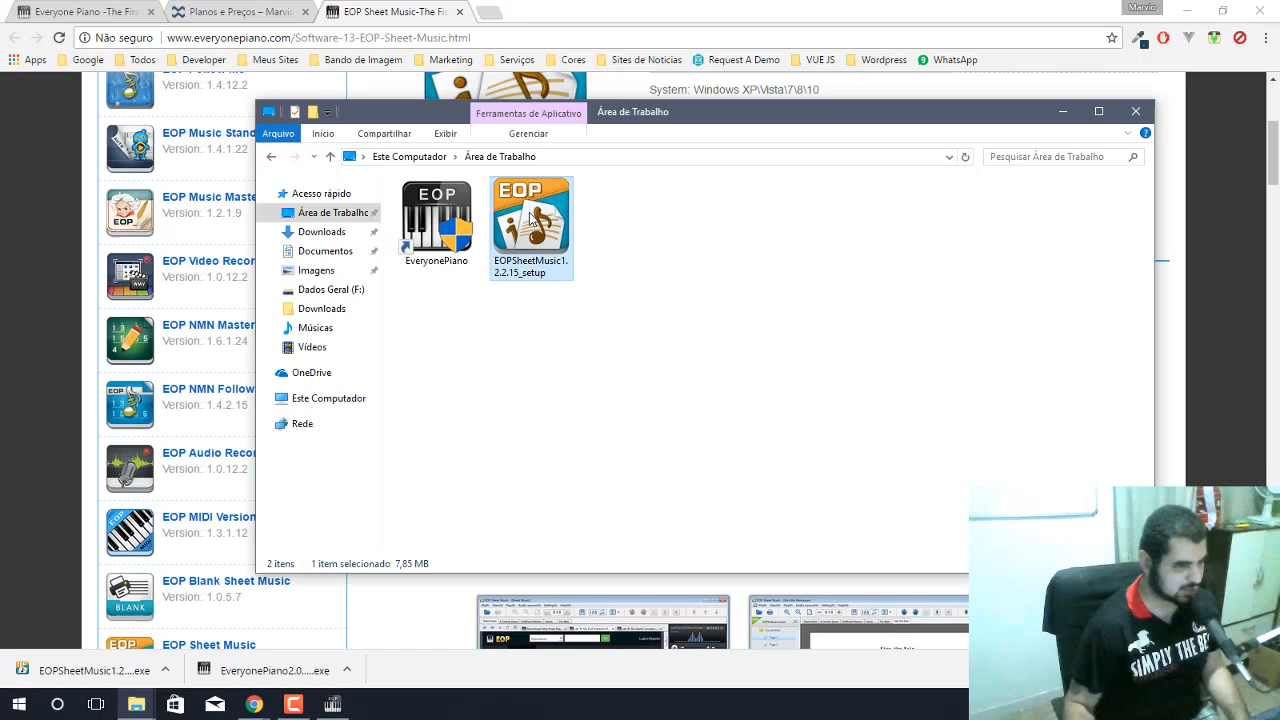 Everyone Piano -The Fir
Planos e Preços – Marvio
EOP Sheet Music-The Fir
Marvio
Não seguro
www.everyonepiano.com/Software-13-EOP-Sheet-Music.html
Apps
Google
Todos
Developer
Meus Sites
Bando de Imagem
Marketing
Serviços
Cores
Sites de Noticias
Request A Demo
VUE JS
Wordpress
WhatsApp
Version: 1.4.12.2
System: Windows XP\Vista\7\8\10
EOP Music Stand
Version: 1.4.1.22
EOP Music Mast
Version: 1.2.1.9
EOP Video Recor
Version: 1.0.12.2
EOP NMN Master
Version: 1.6.1.24
EOP NMN Follow
Version: 1.4.2.15
EOP Audio Recor
Version: 1.0.12.2
EOP MIDI Version
Version: 1.3.1.12
EOP Blank Sheet Music
Version: 1.0.5.7
BLANK
EOP Sheet Music
Ferramentas de Aplicativo
Área de Trabalho
Arquivo
Início
Compartilhar
Exibir
Gerenciar
Este Computador
Área de Trabalho
Pesquisar Área de Trabalho
Acesso rápido
Área de Trabalho
Downloads
Documentos
Imagens
Dados Geral (F:)
Downloads
Músicas
Vídeos
OneDrive
Este Computador
Rede
EOP
EveryonePiano
EOP
EOPSheetMusic1.
2.2.15_setup
2 itens
1 item selecionado 7,85 MB
EOP
SIMPLY THE BE
EOPSheetMusic1.2....exe
EveryonePiano2.0....exe